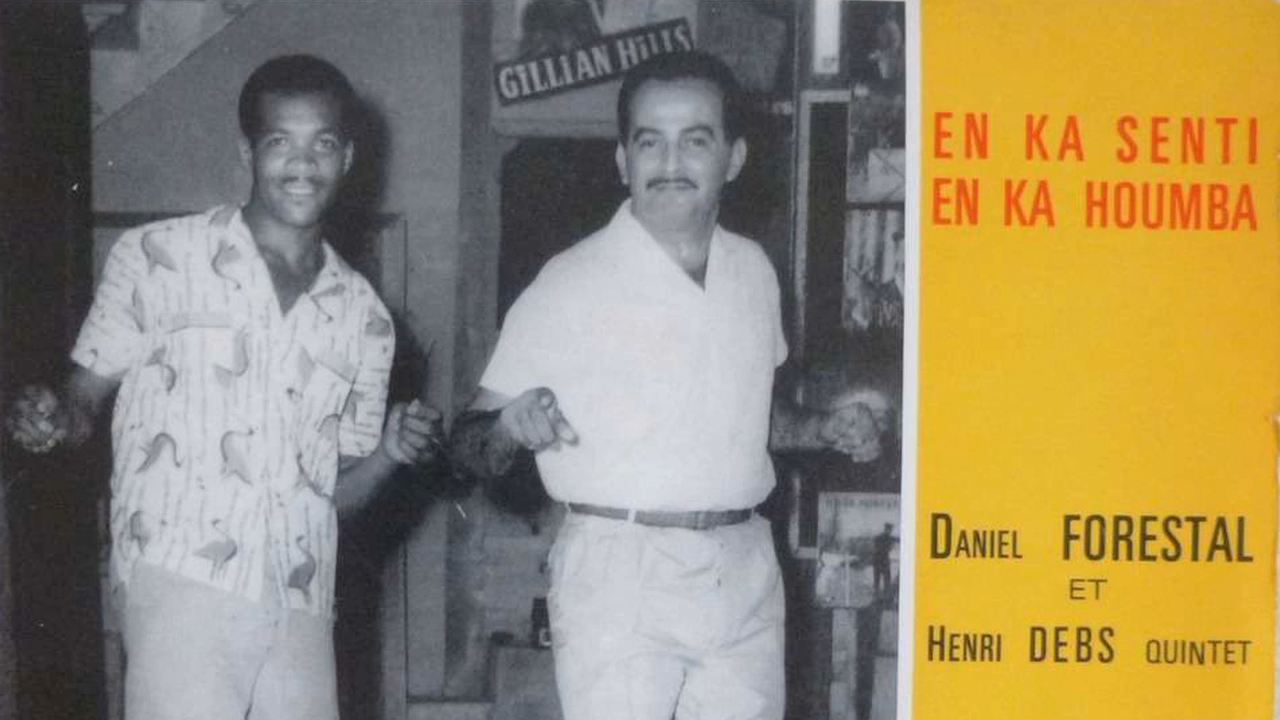 GILLIAN HILLS
EN KA SENTI
EN KA HOUMBA
DANIEL FORESTAL
ET
HENRI DEBS QUINTET